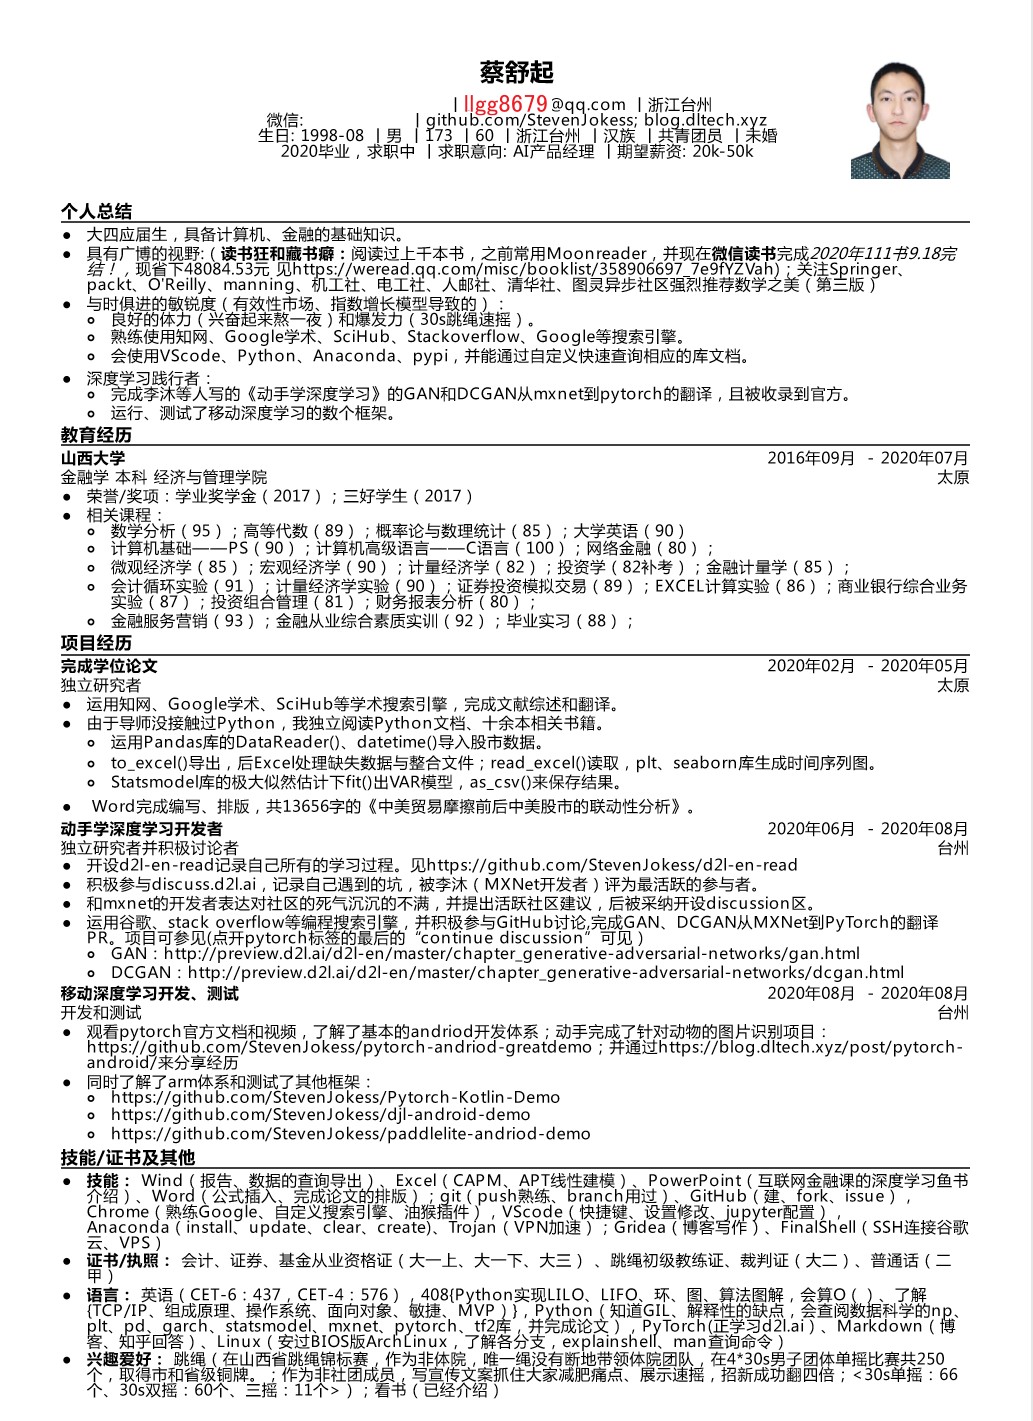 蔡舒起
| llgg8679@qq.com | 浙江台州
微信: | github.com/StevenJokess; blog.dltech.xyz
生日: 1998-08 | 男 | 173 | 60 | 浙江台州 | 汉族 | 共青团员 | 未婚
2020毕业，求职中 | 求职意向: AI产品经理 | 期望薪资: 20k-50k
个人总结
● 大四应届生，具备计算机、金融的基础知识。
● 具有广博的视野:（读书狂和藏书癖：阅读过上千本书，之前常用Moonreader，并现在微信读书完成2020年111书9.18完
结！，现省下48084.53元 见https://weread.qq.com/misc/booklist/358906697_7e9fYZVah)；关注Springer、
packt、O'Reilly、manning、机工社、电工社、人邮社、清华社、图灵异步社区强烈推荐数学之美（第三版）
● 与时俱进的敏锐度（有效性市场、指数增长模型导致的）：
良好的体力（兴奋起来熬一夜）和爆发力（30s跳绳速摇）。
熟练使用知网、Google学术、SciHub、Stackoverflow、Google等搜索引擎。
会使用VScode、Python、Anaconda、pypi，并能通过自定义快速查询相应的库文档。
● 深度学习践行者：
完成李沐等人写的《动手学深度学习》的GAN和DCGAN从mxnet到pytorch的翻译，且被收录到官方。
运行、测试了移动深度学习的数个框架。
教育经历
山西大学 2016年09月 - 2020年07月
金融学 本科 经济与管理学院 太原
● 荣誉/奖项：学业奖学金（2017）；三好学生（2017）
● 相关课程：
数学分析（95）；高等代数（89）；概率论与数理统计（85）；大学英语（90）
计算机基础——PS（90）；计算机高级语言——C语言（100）；网络金融（80）；
微观经济学（85）；宏观经济学（90）；计量经济学（82）；投资学（82补考）；金融计量学（85）；
会计循环实验（91）；计量经济学实验（90）；证券投资模拟交易（89）；EXCEL计算实验（86）；商业银行综合业务
实验（87）；投资组合管理（81）；财务报表分析（80）；
金融服务营销（93）；金融从业综合素质实训（92）；毕业实习（88）；
项目经历
完成学位论文 2020年02月 - 2020年05月
独立研究者 太原
● 运用知网、Google学术、SciHub等学术搜索引擎，完成文献综述和翻译。
● 由于导师没接触过Python，我独立阅读Python文档、十余本相关书籍。
运用Pandas库的DataReader()、datetime()导入股市数据。
to_excel()导出，后Excel处理缺失数据与整合文件；read_excel()读取，plt、seaborn库生成时间序列图。
Statsmodel库的极大似然估计下fit()出VAR模型，as_csv()来保存结果。
● Word完成编写、排版，共13656字的《中美贸易摩擦前后中美股市的联动性分析》。
动手学深度学习开发者 2020年06月 - 2020年08月
独立研究者并积极讨论者 台州
● 开设d2l-en-read记录自己所有的学习过程。见https://github.com/StevenJokess/d2l-en-read
● 积极参与discuss.d2l.ai，记录自己遇到的坑，被李沐（MXNet开发者）评为最活跃的参与者。
● 和mxnet的开发者表达对社区的死气沉沉的不满，并提出活跃社区建议，后被采纳开设discussion区。
● 运用谷歌、stack overflow等编程搜索引擎，并积极参与GitHub讨论,完成GAN、DCGAN从MXNet到PyTorch的翻译
PR。项目可参见(点开pytorch标签的最后的“continue discussion”可见）
GAN：http://preview.d2l.ai/d2l-en/master/chapter_generative-adversarial-networks/gan.html
DCGAN：http://preview.d2l.ai/d2l-en/master/chapter_generative-adversarial-networks/dcgan.html
移动深度学习开发、测试 2020年08月 - 2020年08月
开发和测试 台州
● 观看pytorch官方文档和视频，了解了基本的andriod开发体系；动手完成了针对动物的图片识别项目：
https://github.com/StevenJokess/pytorch-andriod-greatdemo；并通过https://blog.dltech.xyz/post/pytorch-
android/来分享经历
● 同时了解了arm体系和测试了其他框架：
https://github.com/StevenJokess/Pytorch-Kotlin-Demo
https://github.com/StevenJokess/djl-android-demo
https://github.com/StevenJokess/paddlelite-andriod-demo
技能/证书及其他
● 技能： Wind（报告、数据的查询导出）、Excel（CAPM、APT线性建模）、PowerPoint（互联网金融课的深度学习鱼书
介绍）、Word（公式插入、完成论文的排版）；git（push熟练、branch用过）、GitHub（建、fork、issue），
Chrome（熟练Google、自定义搜索引擎、油猴插件），VScode（快捷键、设置修改、jupyter配置），
Anaconda（install、update、clear、create)、Trojan（VPN加速）；Gridea（博客写作）、FinalShell（SSH连接谷歌
云、VPS）
● 证书/执照： 会计、证券、基金从业资格证（大一上、大一下、大三） 、跳绳初级教练证、裁判证（大二）、普通话（二
甲）
● 语言： 英语（CET-6：437，CET-4：576），408{Python实现LILO、LIFO、环、图、算法图解，会算O（）、了解
{TCP/IP、组成原理、操作系统、面向对象、敏捷、MVP）}，Python（知道GIL、解释性的缺点，会查阅数据科学的np、
plt、pd、garch、statsmodel、mxnet、pytorch、tf2库，并完成论文），PyTorch(正学习d2l.ai）、Markdown（博
客、知乎回答）、Linux（安过BIOS版ArchLinux，了解各分支，explainshell、man查询命令）
● 兴趣爱好： 跳绳（在山西省跳绳锦标赛，作为非体院，唯一绳没有断地带领体院团队，在4*30s男子团体单摇比赛共250
个，取得市和省级铜牌。；作为非社团成员，写宣传文案抓住大家减肥痛点、展示速摇，招新成功翻四倍；<30s单摇：66
个、30s双摇：60个、三摇：11个>）；看书（已经介绍）